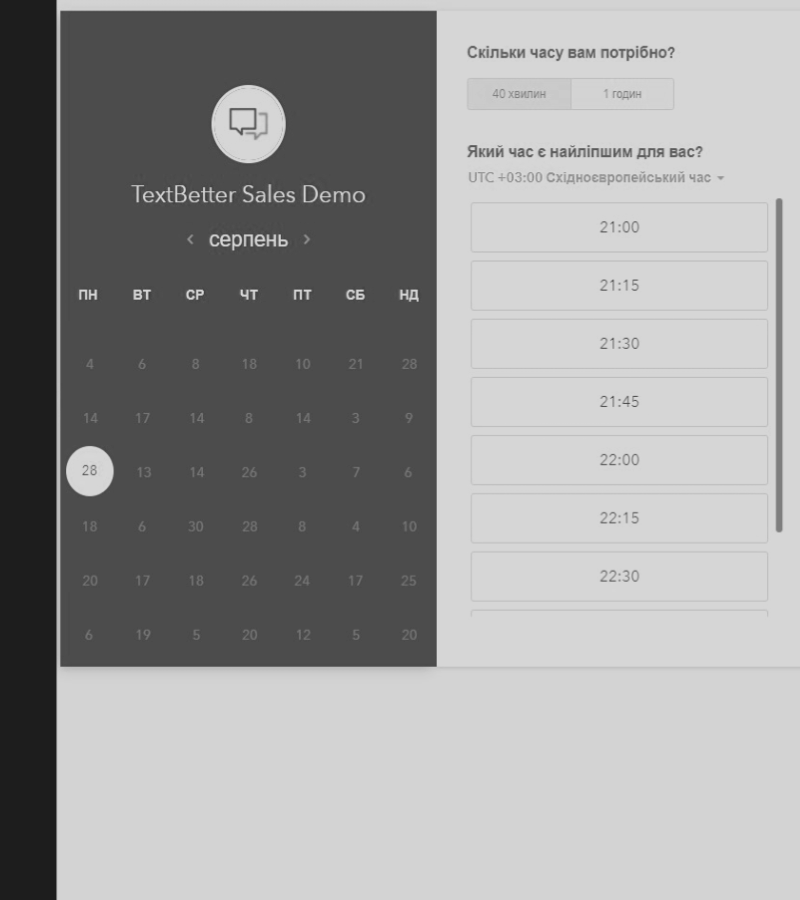 TextBetter Sales Demo
‹ серпень ›
ПН ВТ СР ЧТ ПТ СБ НД
4 6 8 18 10 21 28
14 17 14 8 14 3 9
28 13 14 26 3 7 6
18 6 30 28 8 4 10
20 17 18 26 24 17 25
6 19 5 20 12 5 20
Скільки часу вам потрібно?
40 хвилин 1 годин
Який час є найліпшим для вас?
UTC +03:00 Східноєвропейський час
21:00
21:15
21:30
21:45
22:00
22:15
22:30